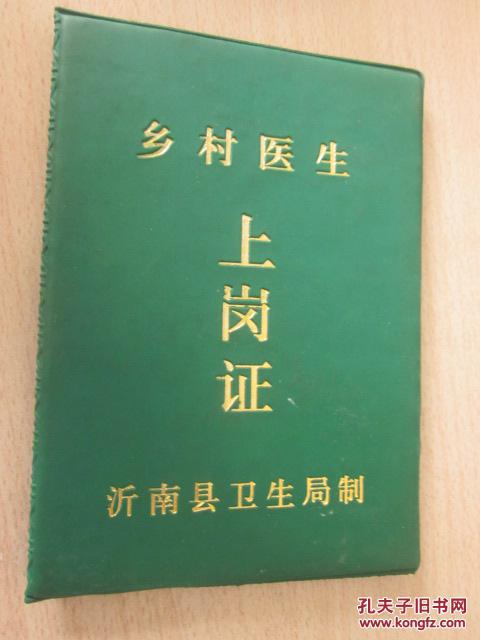 乡村医生
上
岗
证
沂南县卫生局制
孔夫子旧书网
www.kongfz.com